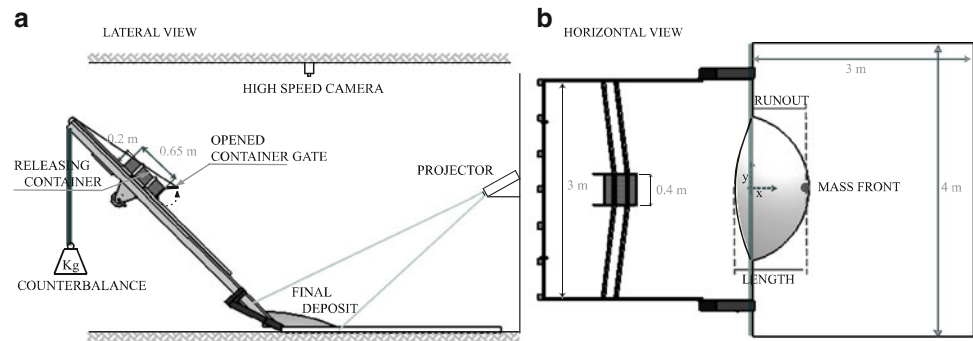 a
LATERAL VIEW
HIGH SPEED CAMERA
0.2 m
0.65 m
OPENED
CONTAINER GATE
RELEASING
CONTAINER
PROJECTOR
Kg
COUNTERBALANCE
FINAL
DEPOSIT
b
HORIZONTAL VIEW
3 m
RUNOUT
3 m
0.4 m
y
x
MASS FRONT
4 m
LENGTH